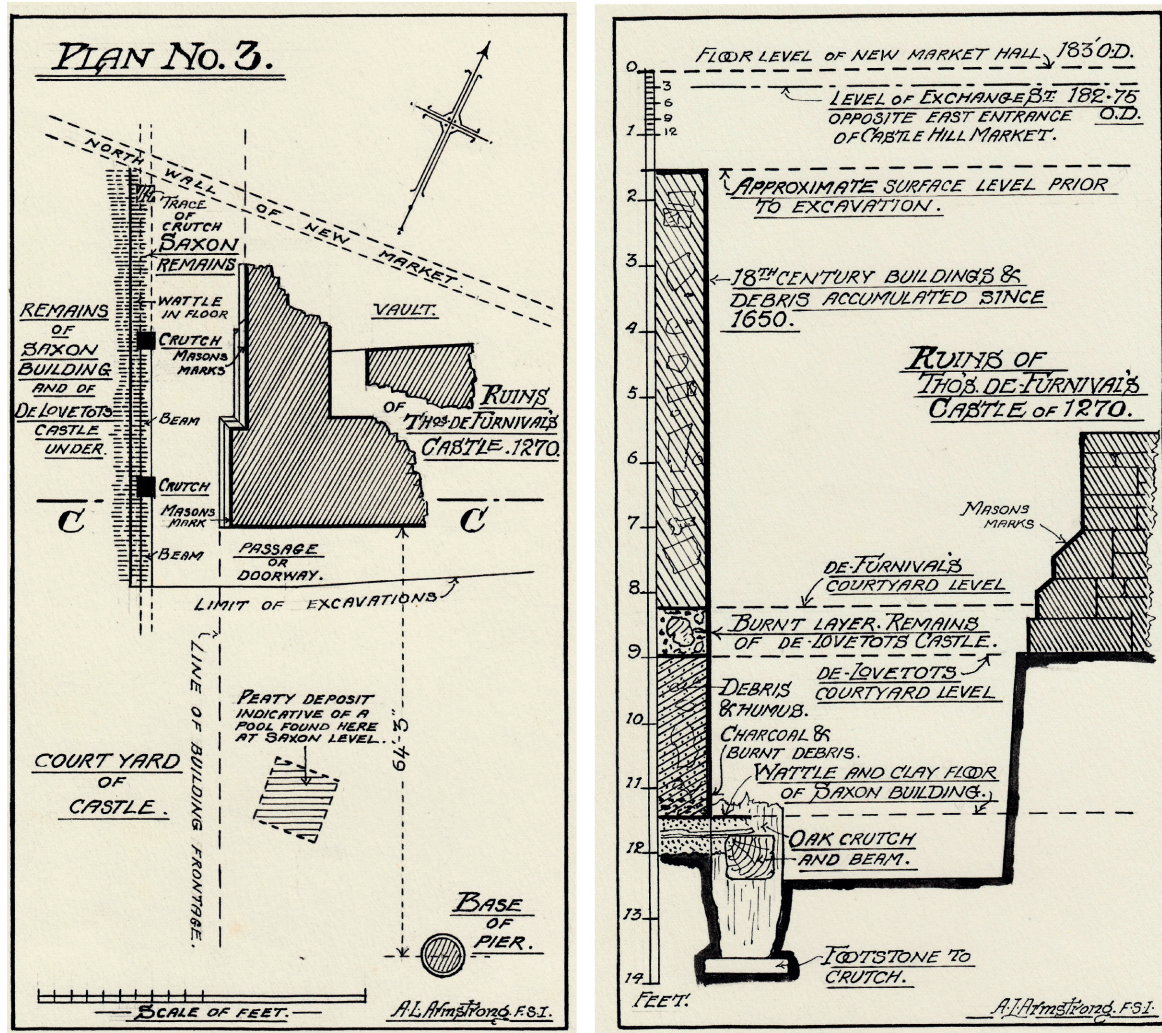 PLAN No. 3.
NORTH WALL OF NEW MARKET
TRACE
OF
CRUTCH
SAXON
REMAINS
WATTLE
IN FLOOR
CRUTCH
MASONS
MARKS
VAULT.
REMAINS
OF
SAXON
BUILDING
AND OF
DE LOVETOTS
CASTLE
UNDER.
BEAM
RUINS
OF THOS. DE FURNIVAL'S
CASTLE. 1270.
CRUTCH
C
C
MASONS
MARK
BEAM
PASSAGE
OR
DOORWAY.
LIMIT OF EXCAVATIONS
LINE OF BUILDING FRONTAGE.
PEATY DEPOSIT
INDICATIVE OF A
POOL FOUND HERE
AT SAXON LEVEL.
64'-3"
COURT YARD
OF
CASTLE.
BASE
OF
PIER.
SCALE OF FEET.
A.L. Armstrong. F.S.I.
FLOOR LEVEL OF NEW MARKET HALL 183' O.D.
0
3
6
9
1
12
LEVEL OF EXCHANGE ST. 182.75
OPPOSITE EAST ENTRANCE O.D.
OF CASTLE HILL MARKET.
2
APPROXIMATE SURFACE LEVEL PRIOR
TO EXCAVATION.
3
18TH CENTURY BUILDINGS &
DEBRIS ACCUMULATED SINCE
1650.
4
RUINS OF
THOS. DE-FURNIVAL'S
CASTLE OF 1270.
5
6
7
MASONS
MARKS
8
DE-FURNIVAL'S
COURTYARD LEVEL
BURNT LAYER. REMAINS
OF DE-LOVETOTS CASTLE.
9
DE-LOVETOTS
COURTYARD LEVEL
DEBRIS
& HUMUS.
10
CHARCOAL &
BURNT DEBRIS.
WATTLE AND CLAY FLOOR
OF SAXON BUILDING.
11
OAK CRUTCH
AND BEAM.
12
13
FOOTSTONE TO
CRUTCH.
14
FEET.
A.L. Armstrong. F.S.I.